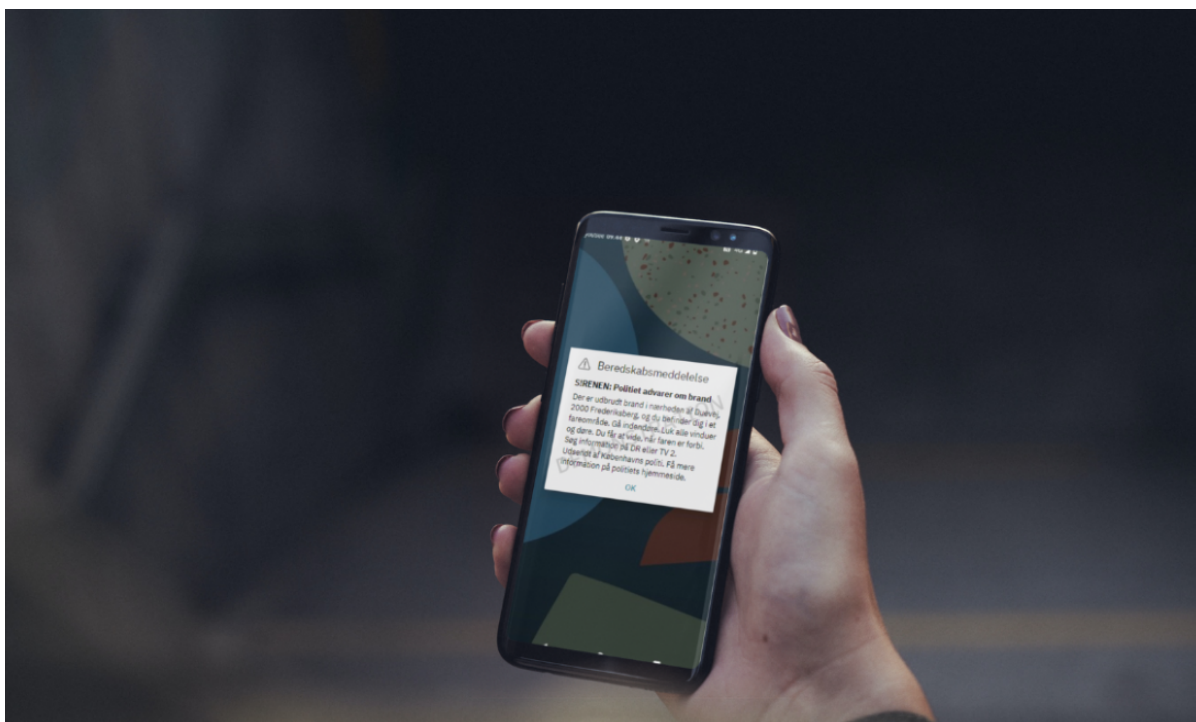 Beredskabsmeddelelse
SIRENEN: Politiet advarer om brand
Der er udbrudt brand i nærheden af Duevej,
2000 Frederiksberg, og du befinder dig i et
fareområde. Gå indendøre. Luk alle vinduer
og døre. Du får at vide, når faren er forbi.
Søg information på DR eller TV 2.
Udsendt af Københavns politi. Få mere
information på politiets hjemmeside.
OK